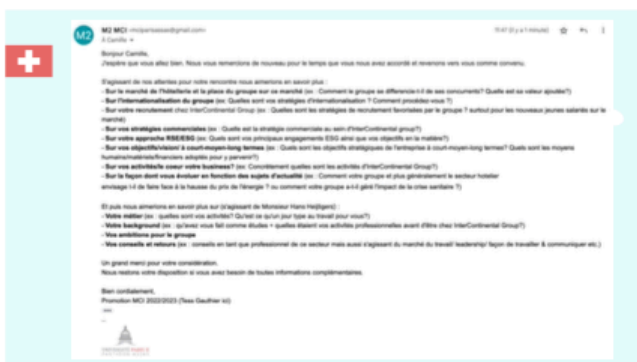 M2
M2 MCI <mciparisaissae@gmail.com>
11:47 (il y a 1 minute)
À Camille
Bonjour Camille,
J'espère que vous allez bien. Nous vous remercions de nouveau pour le temps que vous nous avez accordé et revenons vers vous comme convenu.
S'agissant de nos attentes pour notre rencontre nous aimerions en savoir plus :
- Sur le marché de l'hôtellerie et la place du groupe sur ce marché (ex : Comment le groupe se différencie-t-il de ses concurrents? Quelle est sa valeur ajoutée?)
- Sur l'internationalisation du groupe (ex: Quelles sont vos stratégies d'internationalisation ? Comment procédez-vous ?)
- Sur votre recrutement chez InterContinental Group (ex : Quelles sont les stratégies de recrutement favorisées par le groupe ? surtout pour les nouveaux jeunes salariés sur le
marché)
- Sur vos stratégies commerciales (ex : Quelle est la stratégie commerciale au sein d'InterContinental group?)
- Sur votre approche RSE/ESG (ex: Quels sont vos principaux engagements ESG ainsi que vos objectifs en la matière?)
- Sur vos objectifs/vision/ à court-moyen-long termes (ex : Quels sont les objectifs stratégiques de l'entreprise à court-moyen-long termes? Quels sont les moyens
humains/matériels/financiers adoptés pour y parvenir?)
- Sur vos activités/le coeur votre business? (ex: Concrètement quelles sont les activités d'InterContinental Group?)
- Sur la façon dont vous évoluer en fonction des sujets d'actualité (ex : Comment votre groupe et plus généralement le secteur hotelier
envisage t-il de faire face à la hausse du prix de l'énergie ? ou comment votre groupe a-t-il géré l'impact de la crise sanitaire ?)
Et puis nous aimerions en savoir plus sur (s'agissant de Monsieur Hans Heijligers) :
- Votre métier (ex : quelles sont vos activités? Qu'est ce qu'un jour type au travail pour vous?)
- Votre background (ex : qu'avez vous fait comme études + quelles étaient vos activités professionnelles avant d'être chez InterContinental Group?)
- Vos ambitions pour le groupe
- Vos conseils et retours (ex : conseils en tant que professionnel de ce secteur mais aussi s'agissant du marché du travail/ leadership/ façon de travailler & communiquer etc.)
Un grand merci pour votre considération.
Nous restons votre disposition si vous avez besoin de toutes informations complémentaires.
Bien cordialement,
Promotion MCI 2022/2023 (Tess Gauthier ici)